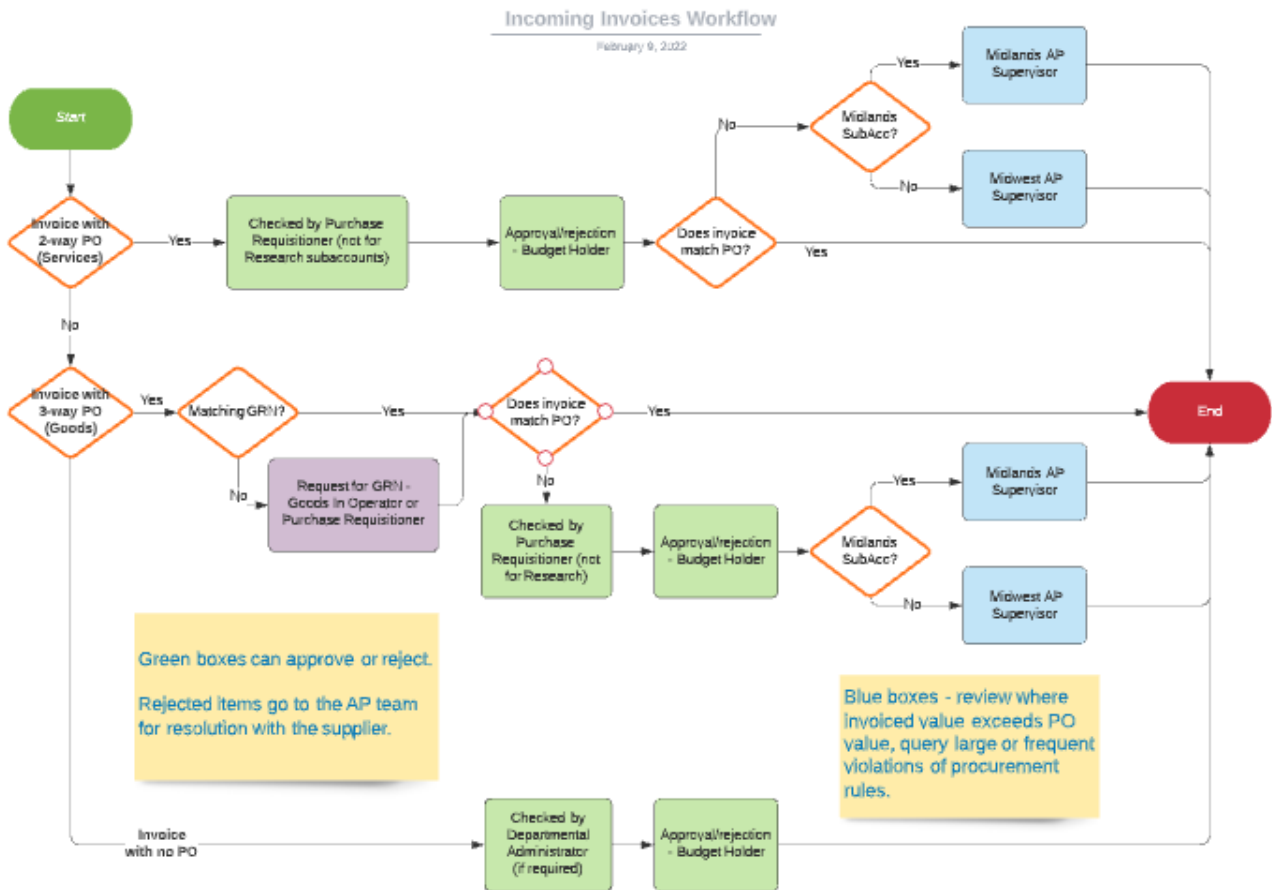 Incoming Invoices Workflow
February 9, 2022
Start
Invoice with
2-way PO
(Services)
Yes
Checked by Purchase
Requisitioner (not for
Research subaccounts)
Approval/rejection
- Budget Holder
Does invoice
match PO?
Yes
No
Midlands
SubAcc?
Yes
Midlands AP
Supervisor
No
Midwest AP
Supervisor
No
Invoice with
3-way PO
(Goods)
Yes
Matching GRN?
Yes
No
Request for GRN -
Goods In Operator or
Purchase Requisitioner
Does invoice
match PO?
Yes
End
No
Checked by
Purchase
Requisitioner (not
for Research)
Approval/rejection
- Budget Holder
Midlands
SubAcc?
Yes
Midlands AP
Supervisor
No
Midwest AP
Supervisor
Green boxes can approve or reject.
Rejected items go to the AP team
for resolution with the supplier.
Blue boxes - review where
invoiced value exceeds PO
value, query large or frequent
violations of procurement
rules.
Invoice
with no PO
Checked by
Departmental
Administrator
(if required)
Approval/rejection
- Budget Holder